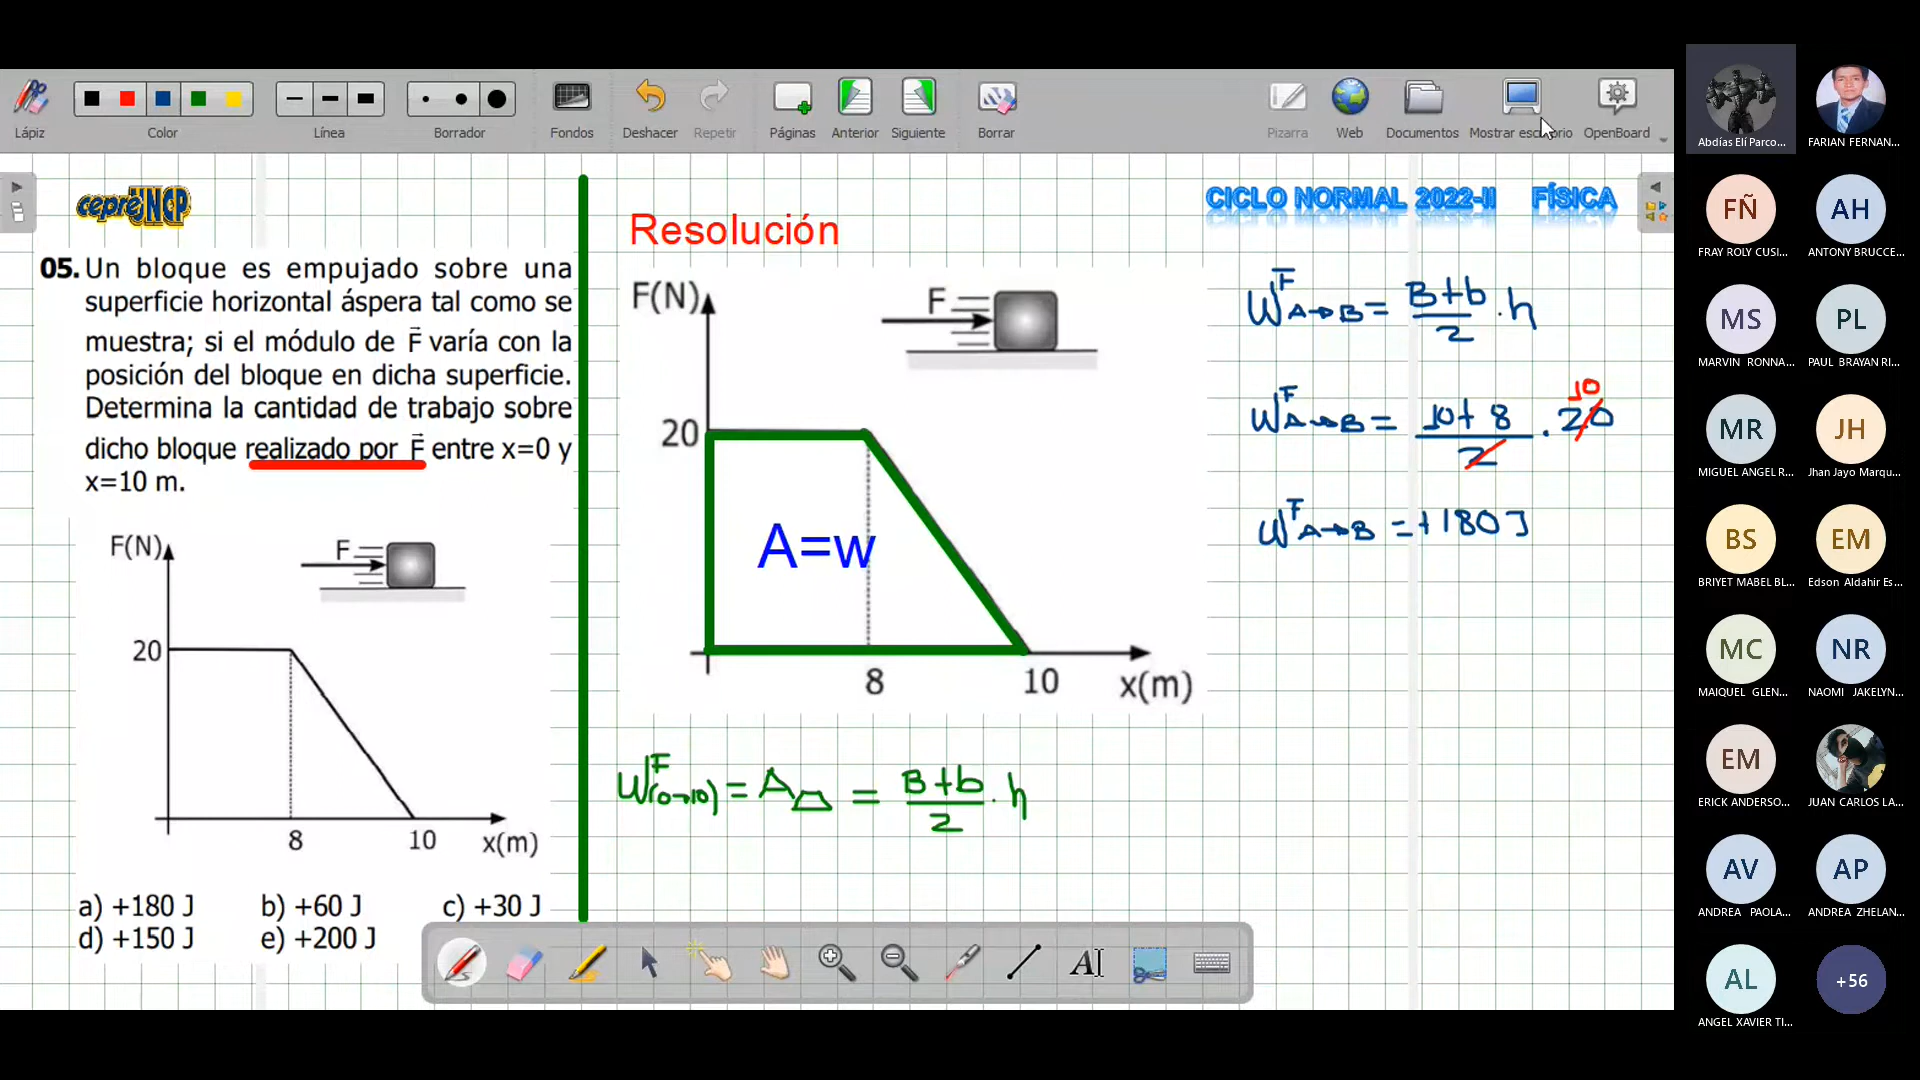 Lápiz
Color
Línea
Borrador
Fondos
Deshacer
Repetir
Páginas
Anterior
Siguiente
Borrar
Pizarra
Web
Documentos
Mostrar escritorio
OpenBoard
cepreUNCP
CICLO NORMAL 2022-II FÍSICA
05. Un bloque es empujado sobre una
superficie horizontal áspera tal como se
muestra; si el módulo de F⃗ varía con la
posición del bloque en dicha superficie.
Determina la cantidad de trabajo sobre
dicho bloque realizado por F⃗ entre x=0 y
x=10 m.
F(N)
F
20
8
10
x(m)
a) +180 J b) +60 J c) +30 J
d) +150 J e) +200 J
Resolución
F(N)
F
20
A=w
8
10
x(m)
W^F_(0→10) = A = (B+b)/2 . h
W^F̅_A→B = (B+b)/2 . h
W^F_A→B = (10+8)/2 . 20
10
W^F_A→B = +180 J
AI
Abdías Elí Parco...
FARIAN FERNAN...
FÑ
FRAY ROLY CUSI...
AH
ANTONY BRUCCE...
MS
MARVIN RONNA...
PL
PAUL BRAYAN RI...
MR
MIGUEL ANGEL R...
JH
Jhan Jayo Marqu...
BS
BRIYET MABEL BL...
EM
Edson Aldahir Es...
MC
MAIQUEL GLEN...
NR
NAOMI JAKELYN...
EM
ERICK ANDERSO...
JUAN CARLOS LA...
AV
ANDREA PAOLA...
AP
ANDREA ZHELAN...
AL
ANGEL XAVIER TI...
+56